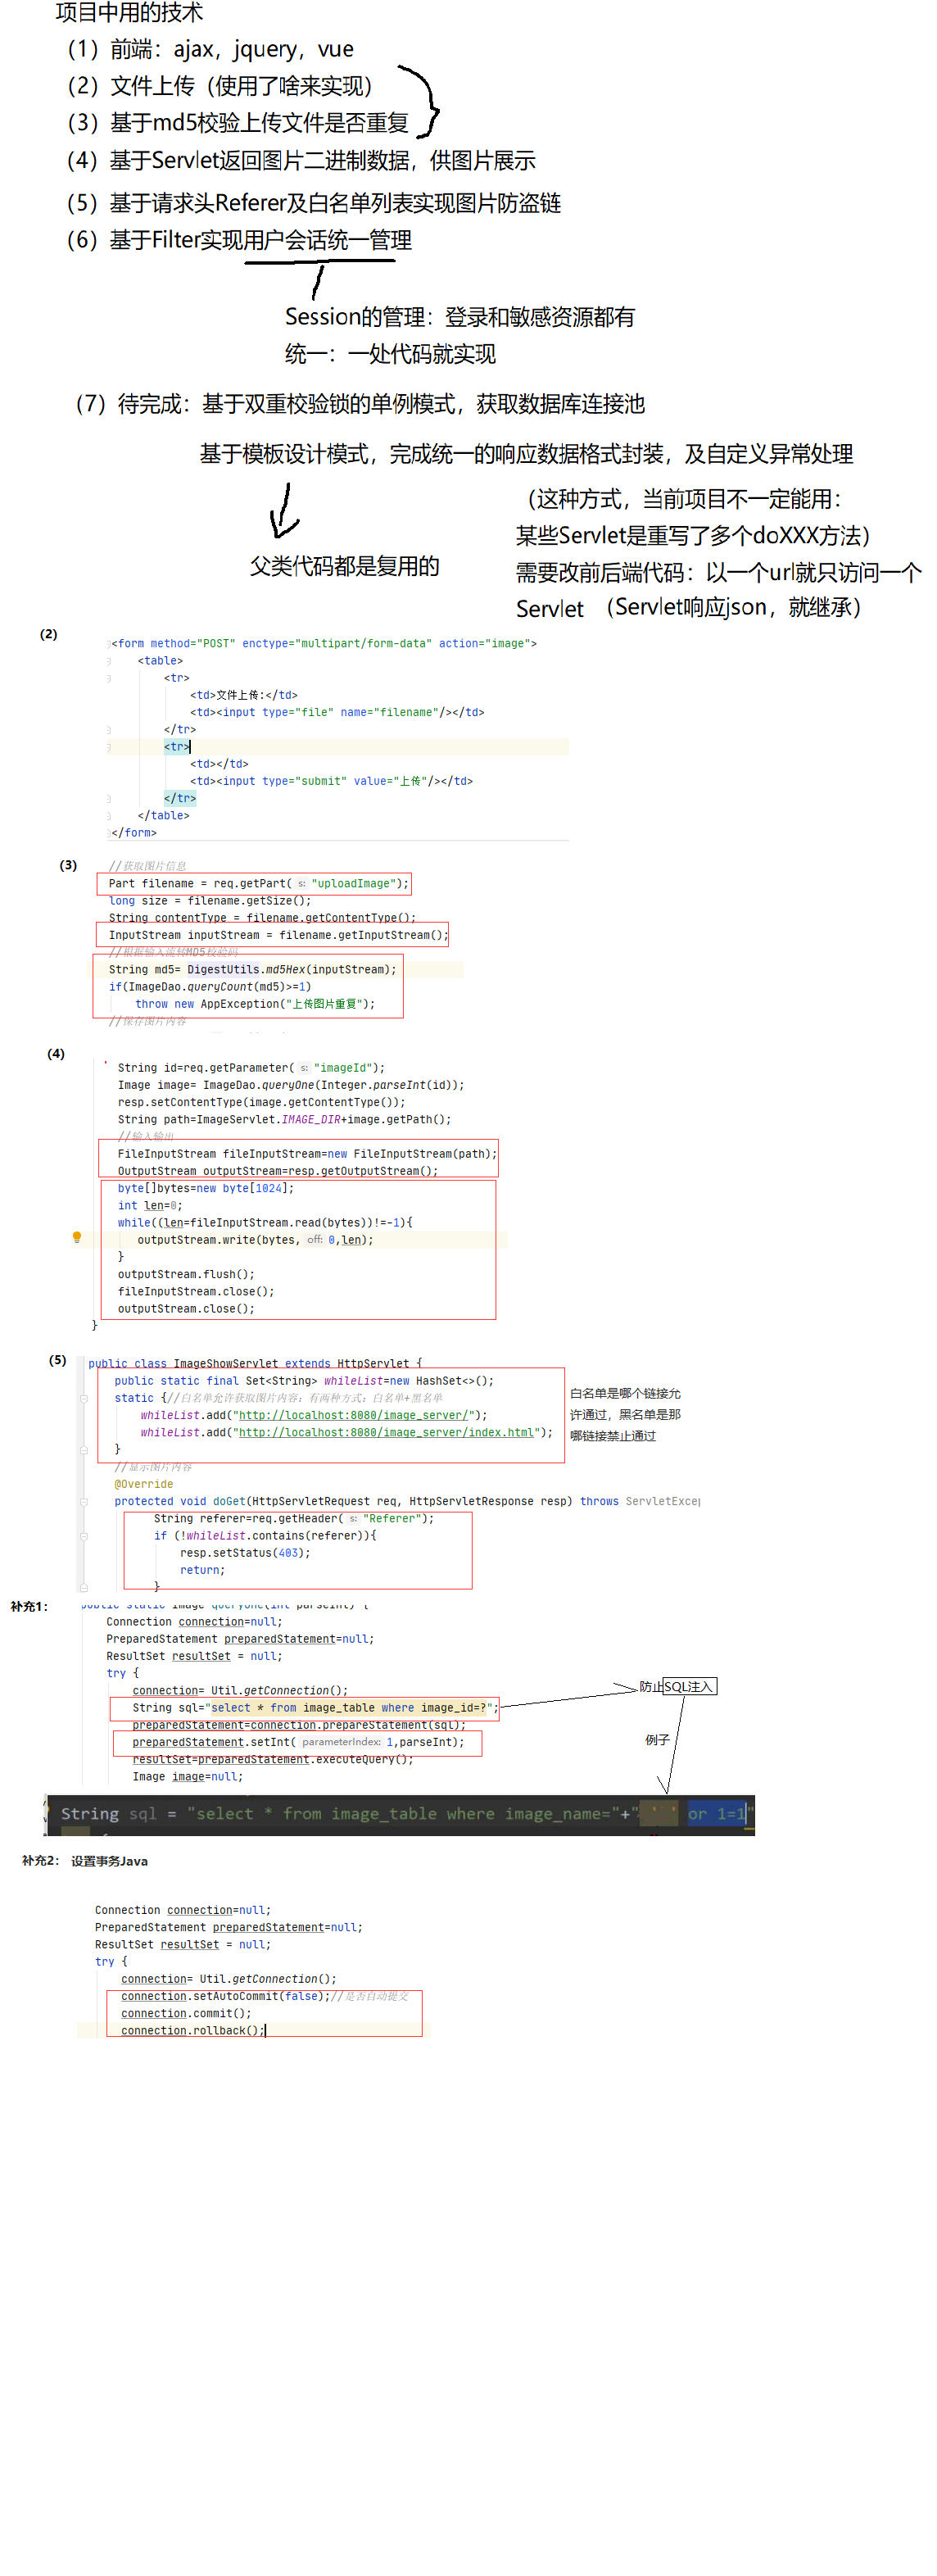 项目中用的技术
（1）前端：ajax，jquery，vue
（2）文件上传（使用了啥来实现）
（3）基于md5校验上传文件是否重复
（4）基于Servlet返回图片二进制数据，供图片展示
（5）基于请求头Referer及白名单列表实现图片防盗链
（6）基于Filter实现用户会话统一管理
Session的管理：登录和敏感资源都有
统一：一处代码就实现
（7）待完成：基于双重校验锁的单例模式，获取数据库连接池
基于模板设计模式，完成统一的响应数据格式封装，及自定义异常处理
父类代码都是复用的
（这种方式，当前项目不一定能用：
某些Servlet是重写了多个doXXX方法）
需要改前后端代码：以一个url就只访问一个
Servlet （Servlet响应json，就继承）
(2)
<form method="POST" enctype="multipart/form-data" action="image">
<table>
<tr>
<td>文件上传:</td>
<td><input type="file" name="filename"/></td>
</tr>
<tr>
<td></td>
<td><input type="submit" value="上传"/></td>
</tr>
</table>
</form>
(3)
//获取图片信息
Part filename = req.getPart( s: "uploadImage");
long size = filename.getSize();
String contentType = filename.getContentType();
InputStream inputStream = filename.getInputStream();
//根据输入流转MD5校验码
String md5= DigestUtils.md5Hex(inputStream);
if(ImageDao.queryCount(md5)>=1)
throw new AppException("上传图片重复");
//保存图片内容
(4)
String id=req.getParameter( s: "imageId");
Image image= ImageDao.queryOne(Integer.parseInt(id));
resp.setContentType(image.getContentType());
String path=ImageServlet.IMAGE_DIR+image.getPath();
//输入输出
FileInputStream fileInputStream=new FileInputStream(path);
OutputStream outputStream=resp.getOutputStream();
byte[]bytes=new byte[1024];
int len=0;
while((len=fileInputStream.read(bytes))!=-1){
outputStream.write(bytes, off: 0,len);
}
outputStream.flush();
fileInputStream.close();
outputStream.close();
}
(5)
public class ImageShowServlet extends HttpServlet {
public static final Set<String> whileList=new HashSet<>();
static {//白名单允许获取图片内容：有两种方式：白名单+黑名单
whileList.add("http://localhost:8080/image_server/");
whileList.add("http://localhost:8080/image_server/index.html");
}
白名单是哪个链接允
许通过，黑名单是那
哪链接禁止通过
//显示图片内容
@Override
protected void doGet(HttpServletRequest req, HttpServletResponse resp) throws ServletExcep
String referer=req.getHeader( s: "Referer");
if (!whileList.contains(referer)){
resp.setStatus(403);
return;
}
补充1：
public static Image queryOne(int parseInt) {
Connection connection=null;
PreparedStatement preparedStatement=null;
ResultSet resultSet = null;
try {
connection= Util.getConnection();
String sql="select * from image_table where image_id=?";
preparedStatement=connection.prepareStatement(sql);
preparedStatement.setInt( parameterIndex: 1,parseInt);
resultSet=preparedStatement.executeQuery();
Image image=null;
防止SQL注入
例子
String sql = "select * from image_table where image_name="+" ' ' or 1=1"
补充2： 设置事务Java
Connection connection=null;
PreparedStatement preparedStatement=null;
ResultSet resultSet = null;
try {
connection= Util.getConnection();
connection.setAutoCommit(false);//是否自动提交
connection.commit();
connection.rollback();